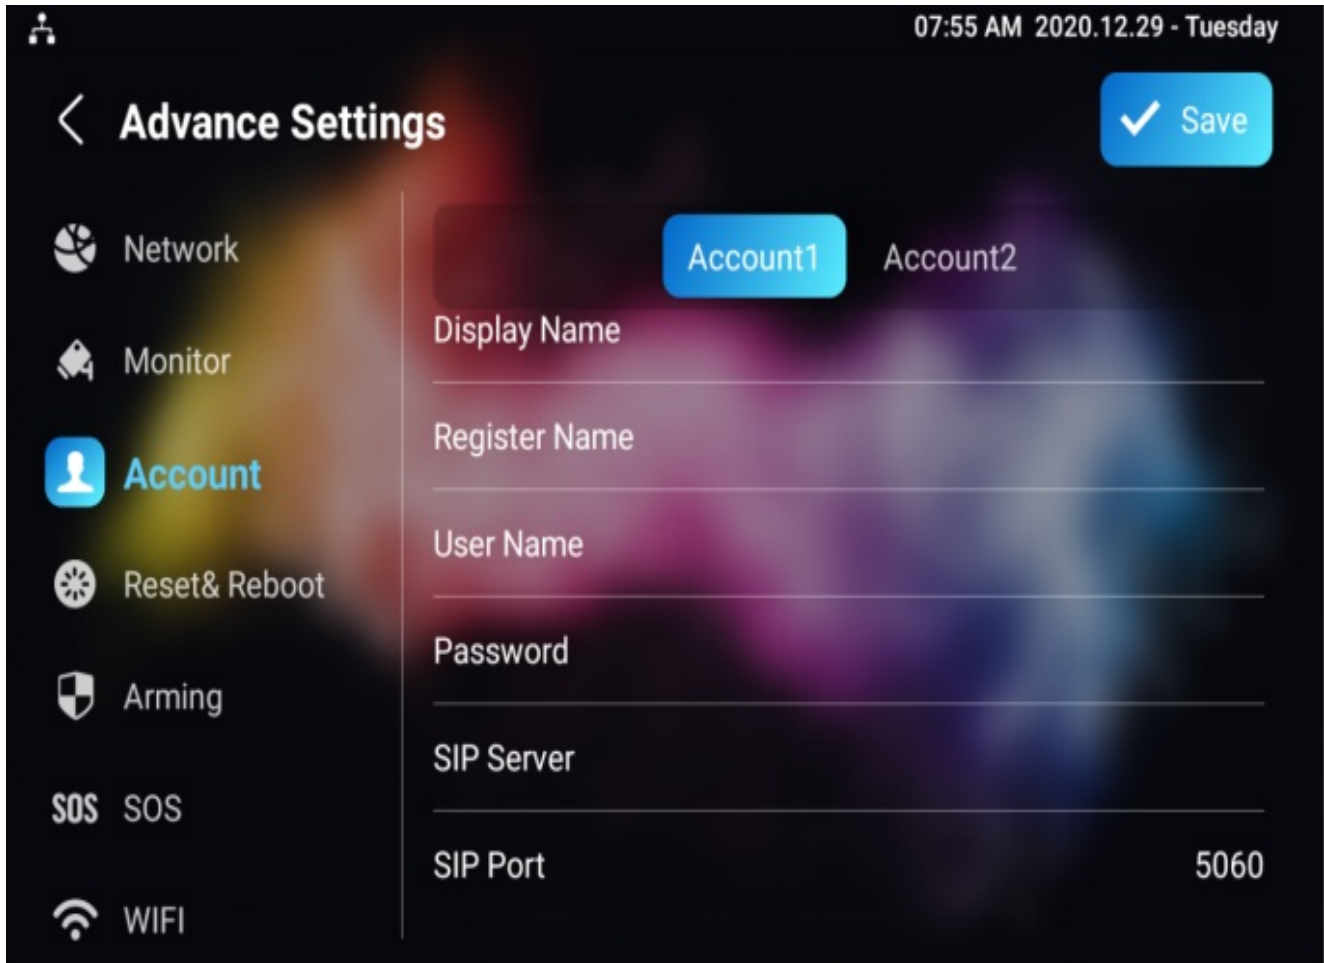 07:55 AM 2020.12.29 - Tuesday
Advance Settings
Save
Network
Monitor
Account
Reset& Reboot
Arming
SOS SOS
WIFI
Account1 Account2
Display Name
Register Name
User Name
Password
SIP Server
SIP Port 5060